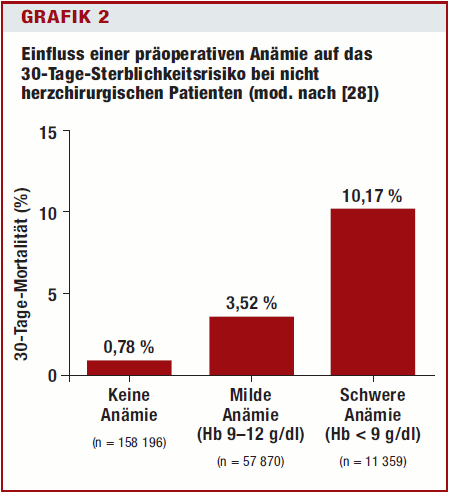 GRAFIK 2
Einfluss einer präoperativen Anämie auf das
30-Tage-Sterblichkeitsrisiko bei nicht
herzchirurgischen Patienten (mod. nach [28])
30-Tage-Mortalität (%)
15
10
5
0
0,78 %
3,52 %
10,17 %
Keine
Anämie
(n = 158 196)
Milde
Anämie
(Hb 9–12 g/dl)
(n = 57 870)
Schwere
Anämie
(Hb < 9 g/dl)
(n = 11 359)